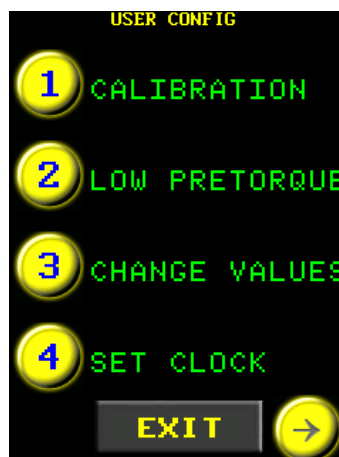 USER CONFIG
1 CALIBRATION
2 LOW PRETORQUE
3 CHANGE VALUES
4 SET CLOCK
EXIT →